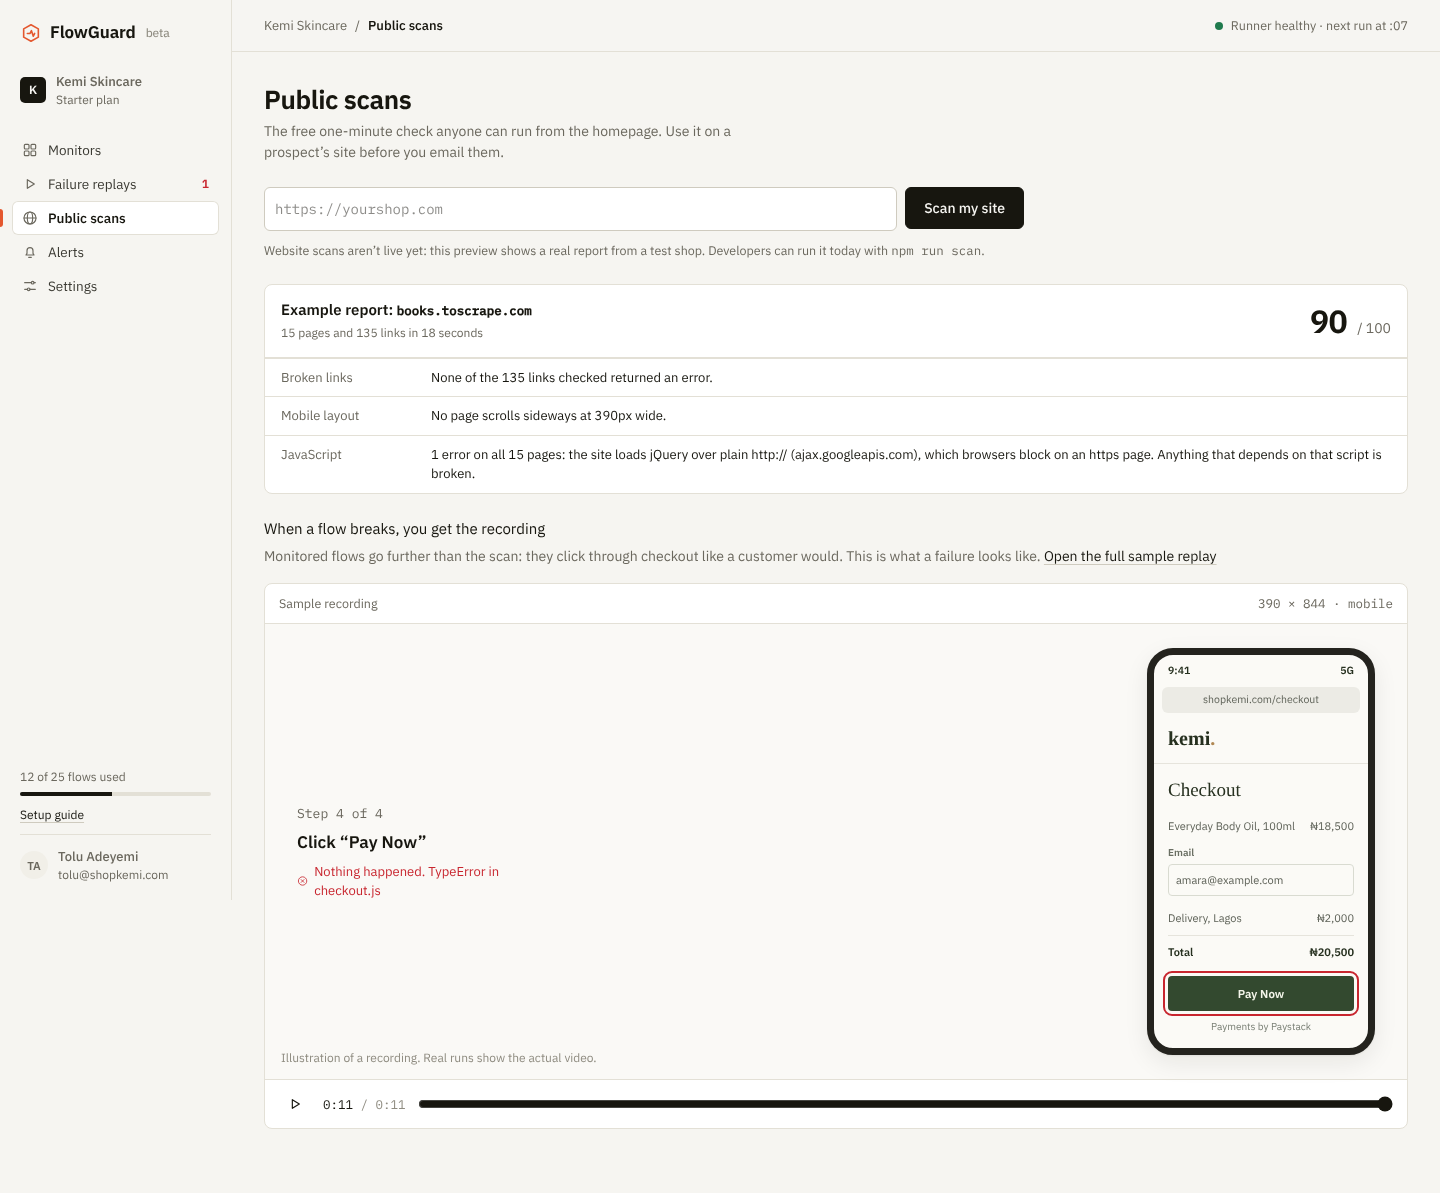 FlowGuard beta
K
Kemi Skincare
Starter plan
Monitors
Failure replays 1
Public scans
Alerts
Settings
12 of 25 flows used
Setup guide
TA
Tolu Adeyemi
tolu@shopkemi.com
Kemi Skincare / Public scans
Runner healthy · next run at :07
Public scans
The free one-minute check anyone can run from the homepage. Use it on a
prospect’s site before you email them.
https://yourshop.com
Scan my site
Website scans aren’t live yet: this preview shows a real report from a test shop. Developers can run it today with npm run scan.
Example report: books.toscrape.com
15 pages and 135 links in 18 seconds
90 / 100
Broken links None of the 135 links checked returned an error.
Mobile layout No page scrolls sideways at 390px wide.
JavaScript 1 error on all 15 pages: the site loads jQuery over plain http:// (ajax.googleapis.com), which browsers block on an https page. Anything that depends on that script is
broken.
When a flow breaks, you get the recording
Monitored flows go further than the scan: they click through checkout like a customer would. This is what a failure looks like. Open the full sample replay
Sample recording 390 × 844 · mobile
Step 4 of 4
Click “Pay Now”
Nothing happened. TypeError in
checkout.js
Illustration of a recording. Real runs show the actual video.
9:41 5G
shopkemi.com/checkout
kemi.
Checkout
Everyday Body Oil, 100ml ₦18,500
Email
amara@example.com
Delivery, Lagos ₦2,000
Total ₦20,500
Pay Now
Payments by Paystack
0:11 / 0:11